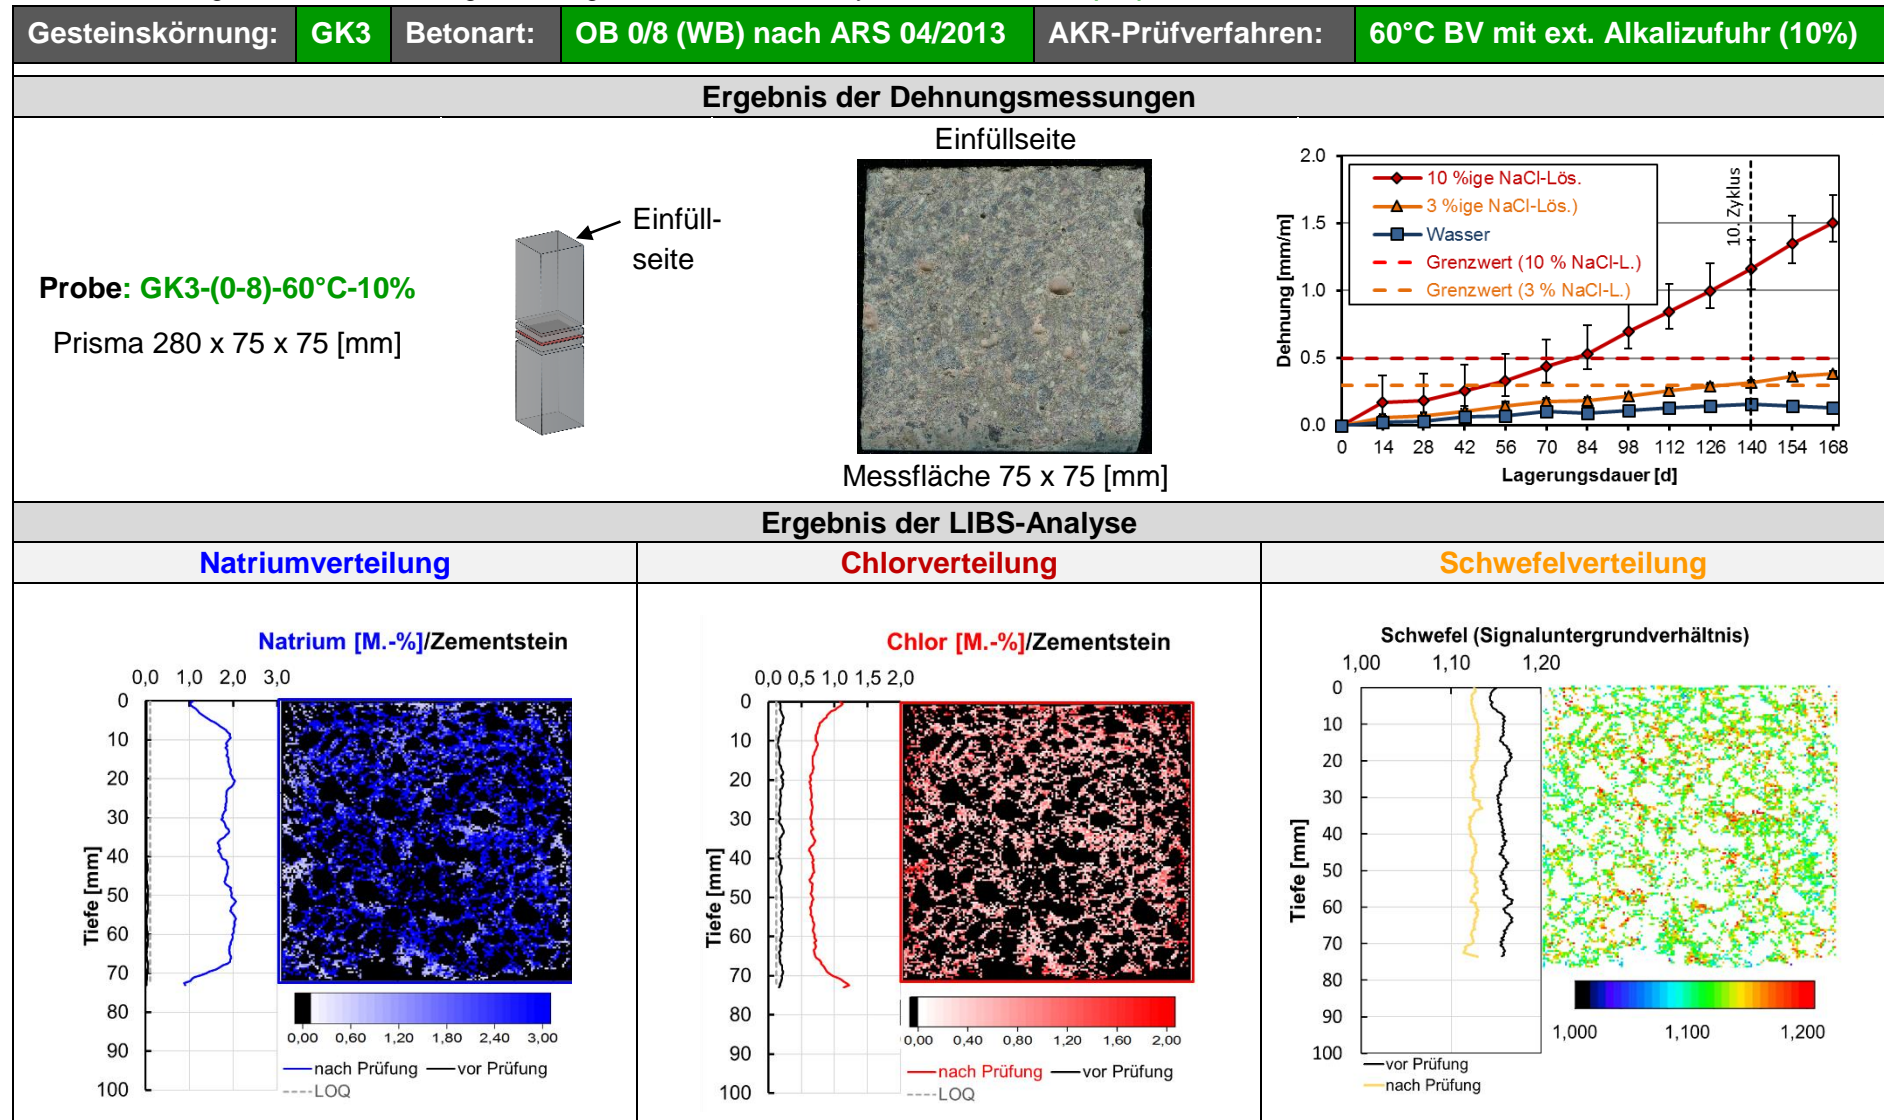 Gesteinskörnung: GK3 Betonart: OB 0/8 (WB) nach ARS 04/2013 AKR-Prüfverfahren: 60°C BV mit ext. Alkalizufuhr (10%)
Ergebnis der Dehnungsmessungen
Probe: GK3-(0-8)-60°C-10%
Prisma 280 x 75 x 75 [mm]
Einfüll-
seite
Einfüllseite
Messfläche 75 x 75 [mm]
Dehnung [mm/m]
2.0
1.5
1.0
0.5
0.0
10 %ige NaCl-Lös.
3 %ige NaCl-Lös.)
Wasser
Grenzwert (10 % NaCl-L.)
Grenzwert (3 % NaCl-L.)
10. Zyklus
0 14 28 42 56 70 84 98 112 126 140 154 168
Lagerungsdauer [d]
Ergebnis der LIBS-Analyse
Natriumverteilung
Natrium [M.-%]/Zementstein
0,0 1,0 2,0 3,0
Tiefe [mm]
0
10
20
30
40
50
60
70
80
90
100
0,00 0,60 1,20 1,80 2,40 3,00
nach Prüfung vor Prüfung
LOQ
Chlorverteilung
Chlor [M.-%]/Zementstein
0,0 0,5 1,0 1,5 2,0
Tiefe [mm]
0
10
20
30
40
50
60
70
80
90
100
0,00 0,40 0,80 1,20 1,60 2,00
nach Prüfung vor Prüfung
LOQ
Schwefelverteilung
Schwefel (Signaluntergrundverhältnis)
1,00 1,10 1,20
Tiefe [mm]
0
10
20
30
40
50
60
70
80
90
100
1,000 1,100 1,200
vor Prüfung
nach Prüfung